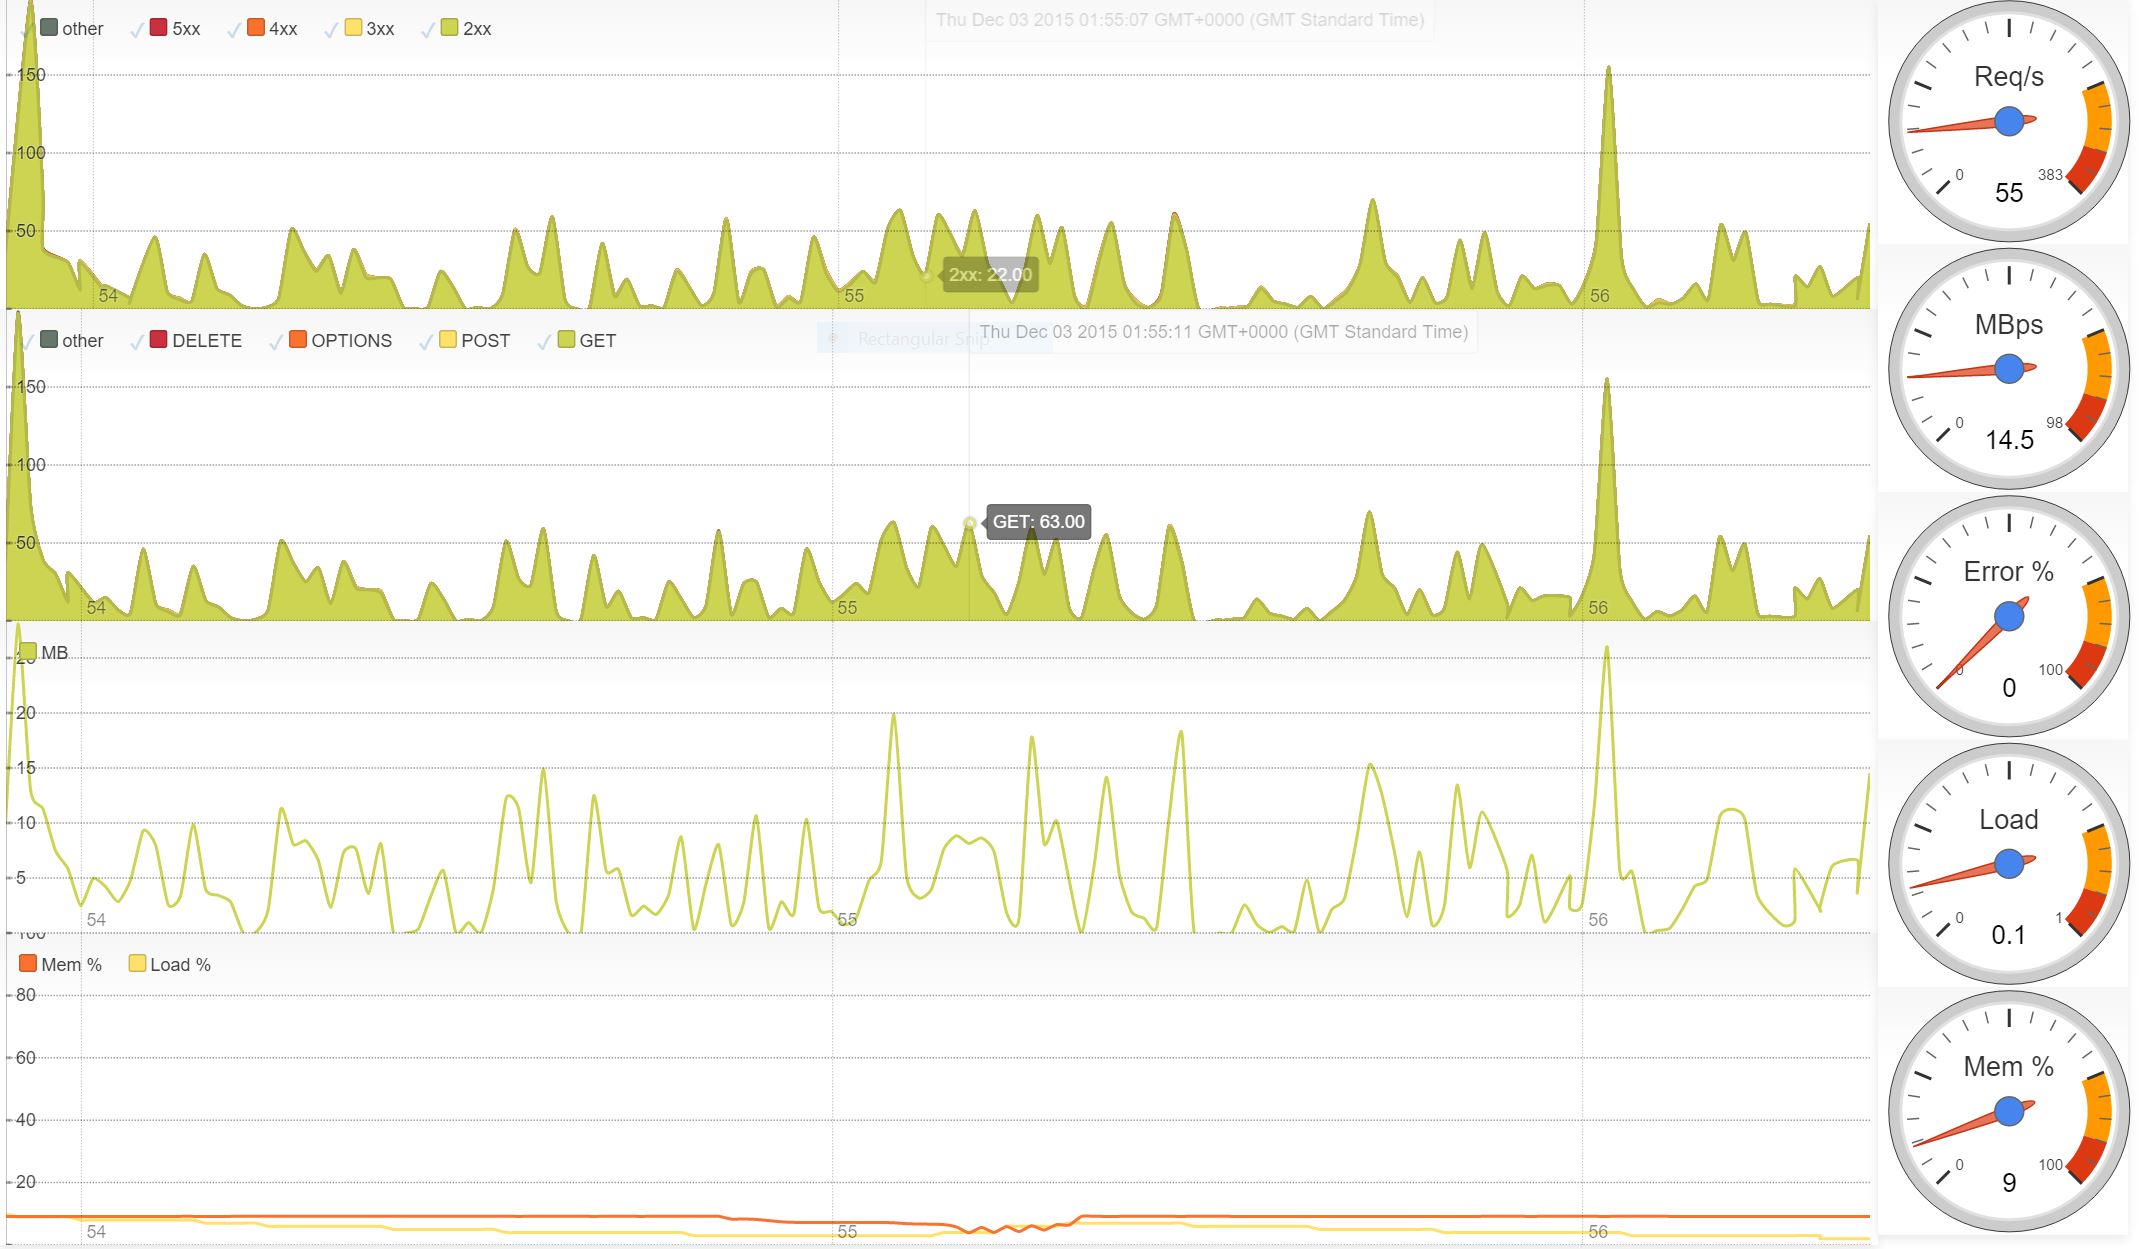 other 5xx 4xx 3xx 2xx
Thu Dec 03 2015 01:55:07 GMT+0000 (GMT Standard Time)
150
100
50
2xx: 22.00
54 55 56
other DELETE OPTIONS POST GET
Rectangular Snip
Thu Dec 03 2015 01:55:11 GMT+0000 (GMT Standard Time)
150
100
50
GET: 63.00
54 55 56
MB
25
20
15
10
5
54 55 56
100
Mem % Load %
80
60
40
20
54 55 56
Req/s
0 383
55
MBps
0 98
14.5
Error %
0 100
0
Load
0 1
0.1
Mem %
0 100
9